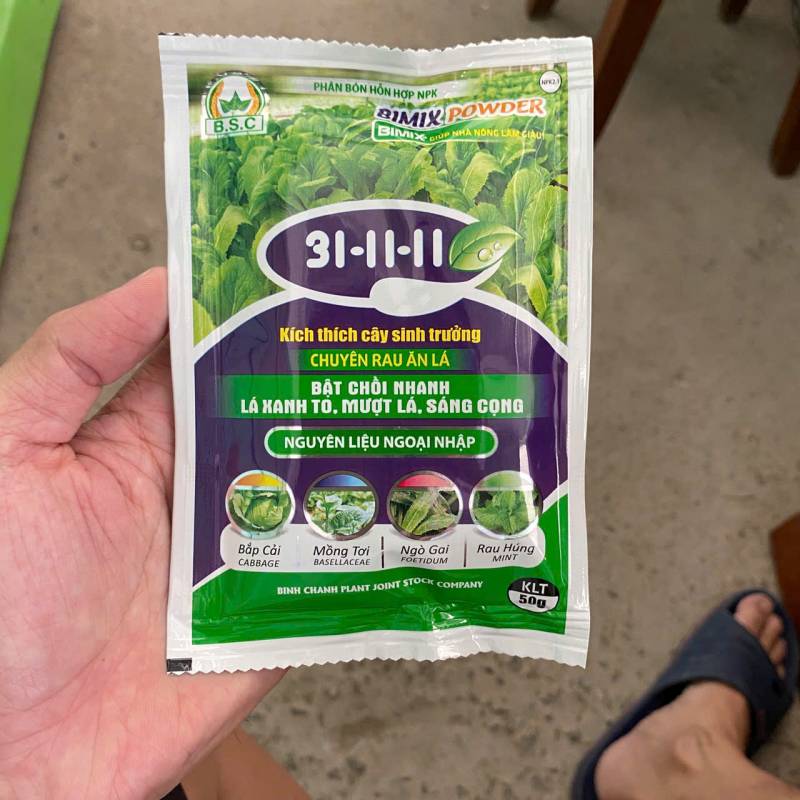 PHÂN BÓN HỖN HỢP NPK
NPK2.1
B.S.C
BIMIX POWDER
BIMIX GIÚP NHÀ NÔNG LÀM GIÀU!
31-11-11
Kích thích cây sinh trưởng
CHUYÊN RAU ĂN LÁ
BẬT CHỒI NHANH
LÁ XANH TO, MƯỢT LÁ, SÁNG CỌNG
NGUYÊN LIỆU NGOẠI NHẬP
Bắp Cải
CABBAGE
Mồng Tơi
BASELLACEAE
Ngò Gai
FOETIDUM
Rau Húng
MINT
BINH CHANH PLANT JOINT STOCK COMPANY
KLT
50g